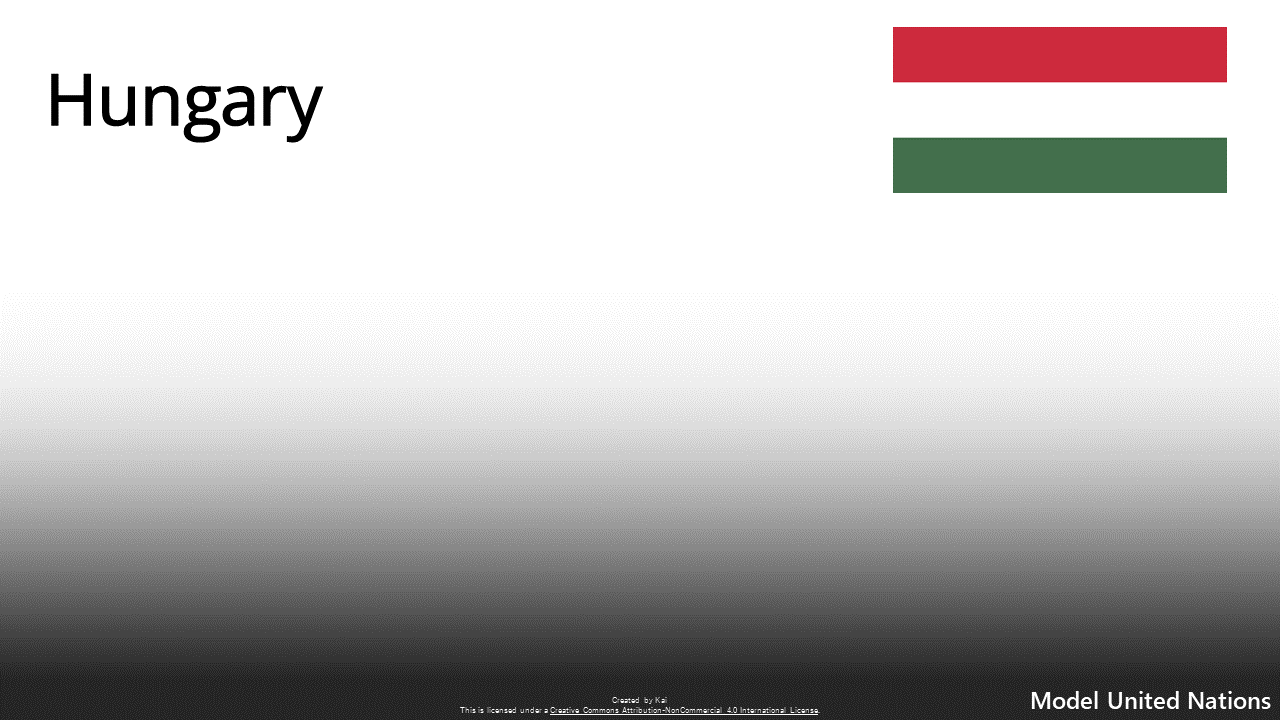 Hungary
Created by Kai
This is licensed under a Creative Commons Attribution-NonCommercial 4.0 International License.
Model United Nations